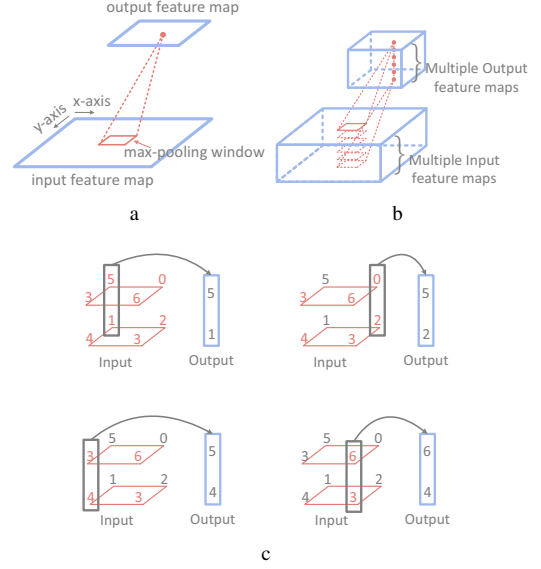 output feature map
x-axis
y-axis
max-pooling window
input feature map
a
Multiple Output
feature maps
Multiple Input
feature maps
b
5 0
3 6
1 2
4 3
5
1
Input Output
5 0
3 6
1 2
4 3
5
2
Input Output
5 0
3 6
1 2
4 3
5
4
Input Output
5 0
3 6
1 2
4 3
6
4
Input Output
c